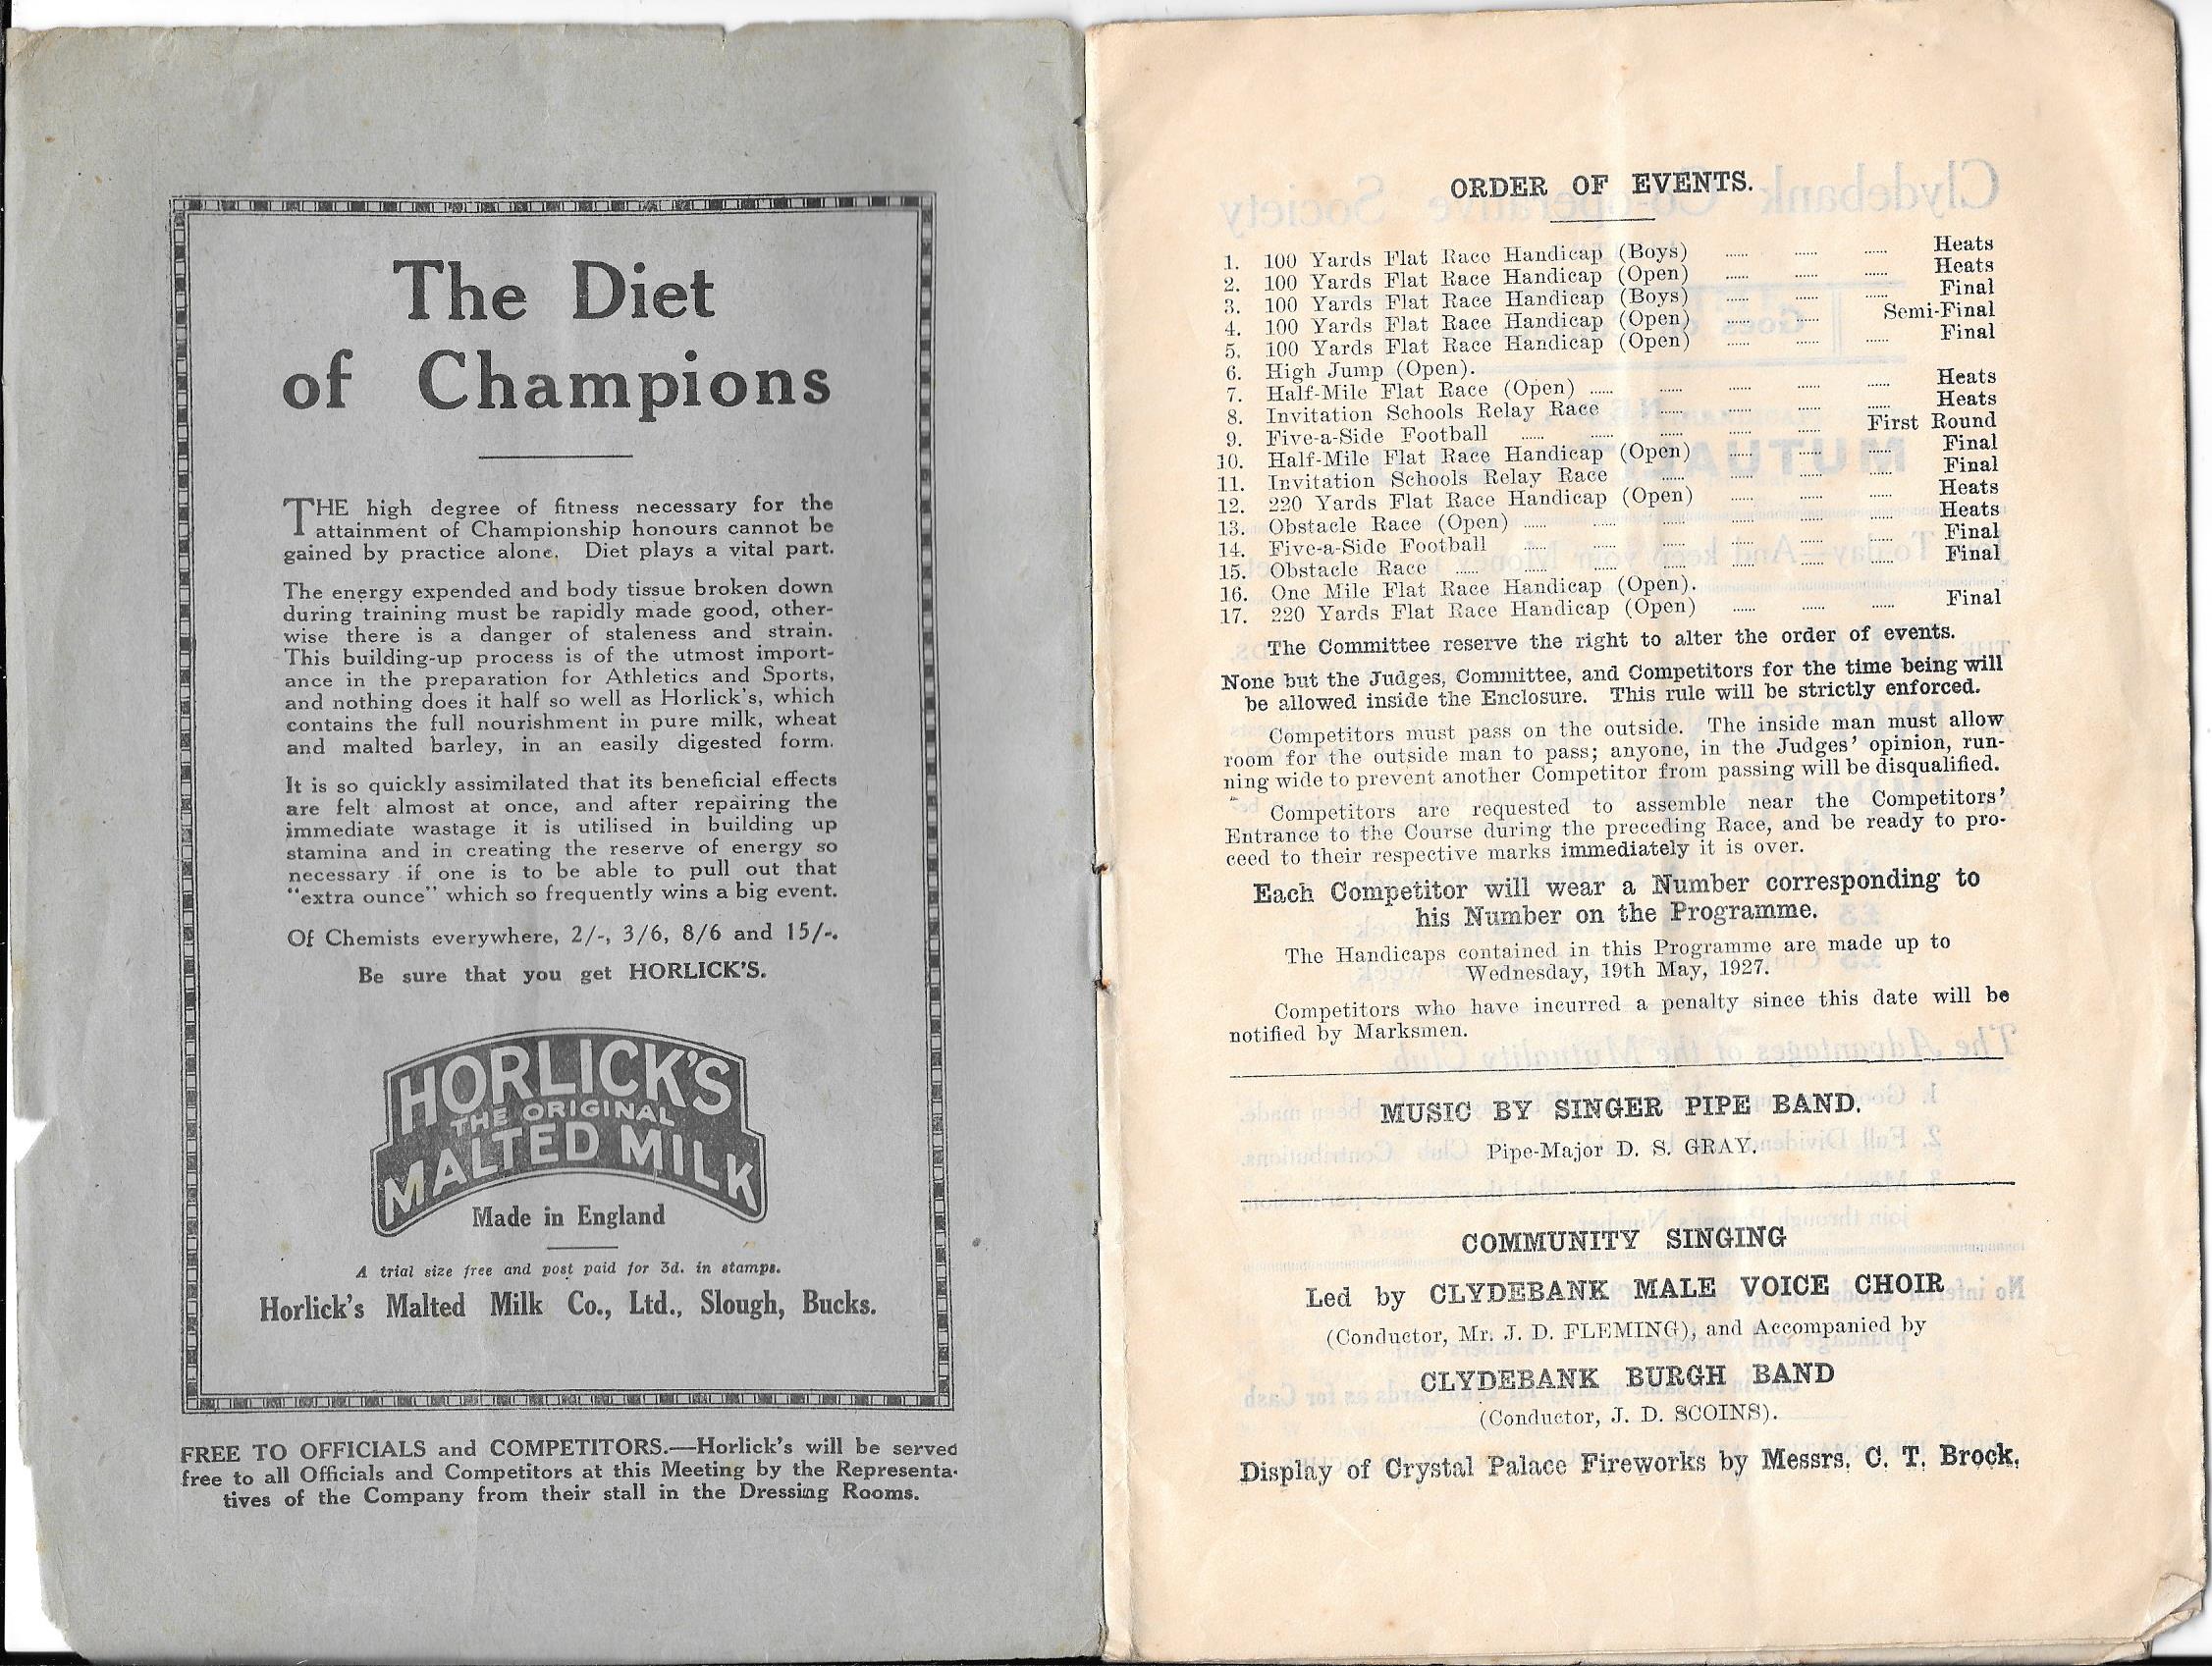 The Diet
of Champions
THE high degree of fitness necessary for the
attainment of Championship honours cannot be
gained by practice alone. Diet plays a vital part.
The energy expended and body tissue broken down
during training must be rapidly made good, other-
wise there is a danger of staleness and strain.
This building-up process is of the utmost import-
ance in the preparation for Athletics and Sports,
and nothing does it half so well as Horlick's, which
contains the full nourishment in pure milk, wheat
and malted barley, in an easily digested form.
It is so quickly assimilated that its beneficial effects
are felt almost at once, and after repairing the
immediate wastage it is utilised in building up
stamina and in creating the reserve of energy so
necessary if one is to be able to pull out that
"extra ounce" which so frequently wins a big event.
Of Chemists everywhere, 2/-, 3/6, 8/6 and 15/-.
Be sure that you get HORLICK'S.
HORLICK'S
THE ORIGINAL
MALTED MILK
Made in England
A trial size free and post paid for 3d. in stamps.
Horlick's Malted Milk Co., Ltd., Slough, Bucks.
FREE TO OFFICIALS and COMPETITORS.—Horlick's will be served
free to all Officials and Competitors at this Meeting by the Representa-
tives of the Company from their stall in the Dressing Rooms.
ORDER OF EVENTS.
1. 100 Yards Flat Race Handicap (Boys) ...... ...... ...... Heats
2. 100 Yards Flat Race Handicap (Open) ...... ...... ...... Heats
3. 100 Yards Flat Race Handicap (Boys) ...... ...... ...... Final
4. 100 Yards Flat Race Handicap (Open) ...... ...... Semi-Final
5. 100 Yards Flat Race Handicap (Open) ...... ...... ...... Final
6. High Jump (Open).
7. Half-Mile Flat Race (Open) ...... ...... ...... ...... ...... Heats
8. Invitation Schools Relay Race ...... ...... ...... ...... Heats
9. Five-a-Side Football ...... ...... ...... ...... ...... First Round
10. Half-Mile Flat Race Handicap (Open) ...... ...... ...... Final
11. Invitation Schools Relay Race ...... ...... ...... ...... Final
12. 220 Yards Flat Race Handicap (Open) ...... ...... ...... Heats
13. Obstacle Race (Open) ...... ...... ...... ...... ...... ...... Heats
14. Five-a-Side Football ...... ...... ...... ...... ...... ...... Final
15. Obstacle Race ...... ...... ...... ...... ...... ...... ...... Final
16. One Mile Flat Race Handicap (Open).
17. 220 Yards Flat Race Handicap (Open) ...... ...... ...... Final
The Committee reserve the right to alter the order of events.
None but the Judges, Committee, and Competitors for the time being will
be allowed inside the Enclosure. This rule will be strictly enforced.
Competitors must pass on the outside. The inside man must allow
room for the outside man to pass; anyone, in the Judges' opinion, run-
ning wide to prevent another Competitor from passing will be disqualified.
Competitors are requested to assemble near the Competitors'
Entrance to the Course during the preceding Race, and be ready to pro-
ceed to their respective marks immediately it is over.
Each Competitor will wear a Number corresponding to
his Number on the Programme.
The Handicaps contained in this Programme are made up to
Wednesday, 19th May, 1927.
Competitors who have incurred a penalty since this date will be
notified by Marksmen.
MUSIC BY SINGER PIPE BAND.
Pipe-Major D. S. GRAY.
COMMUNITY SINGING
Led by CLYDEBANK MALE VOICE CHOIR
(Conductor, Mr. J. D. FLEMING), and Accompanied by
CLYDEBANK BURGH BAND
(Conductor, J. D. SCOINS).
Display of Crystal Palace Fireworks by Messrs. C. T. Brock.